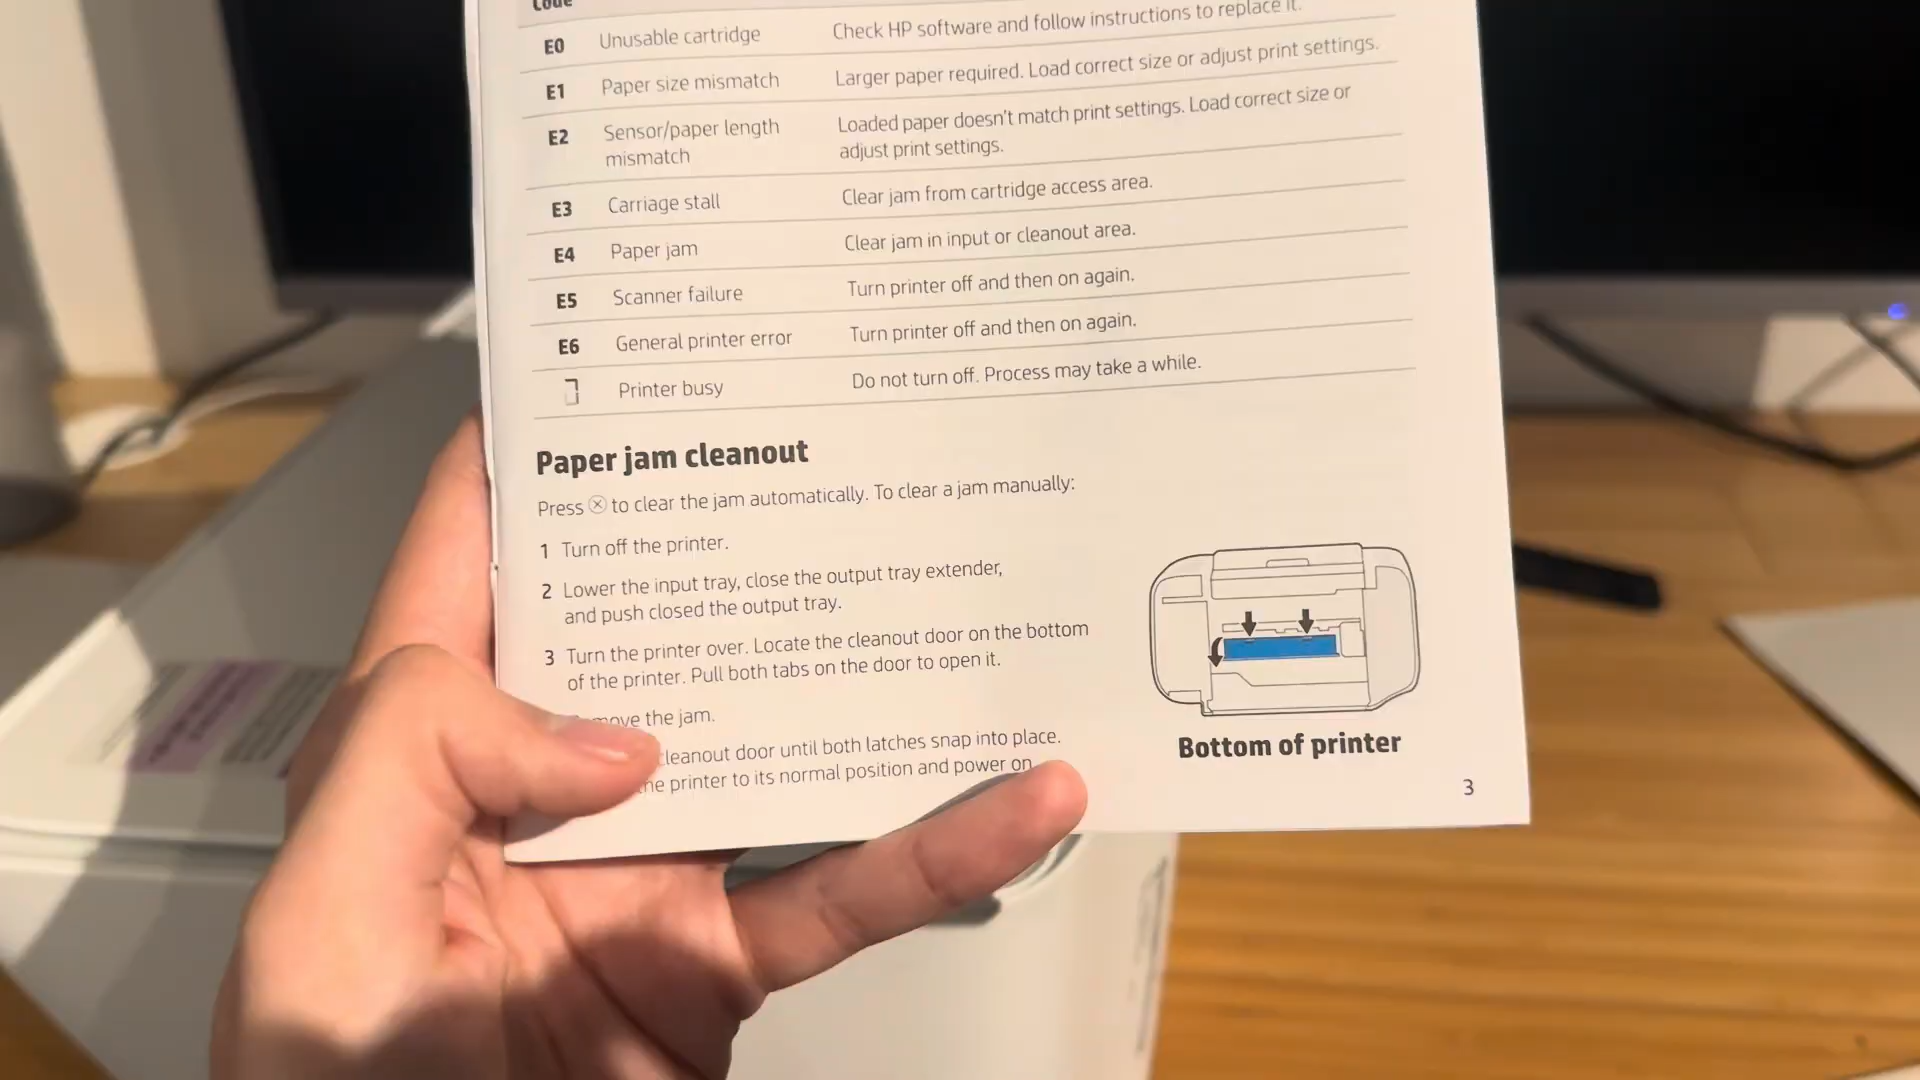 Code
E0 Unusable cartridge Check HP software and follow instructions to replace it.
E1 Paper size mismatch Larger paper required. Load correct size or adjust print settings.
E2 Sensor/paper length mismatch Loaded paper doesn't match print settings. Load correct size or
adjust print settings.
E3 Carriage stall Clear jam from cartridge access area.
E4 Paper jam Clear jam in input or cleanout area.
E5 Scanner failure Turn printer off and then on again.
E6 General printer error Turn printer off and then on again.
Printer busy Do not turn off. Process may take a while.
Paper jam cleanout
Press ⓧ to clear the jam automatically. To clear a jam manually:
1 Turn off the printer.
2 Lower the input tray, close the output tray extender,
and push closed the output tray.
3 Turn the printer over. Locate the cleanout door on the bottom
of the printer. Pull both tabs on the door to open it.
the jam.
cleanout door until both latches snap into place.
printer to its normal position and power on
Bottom of printer
3